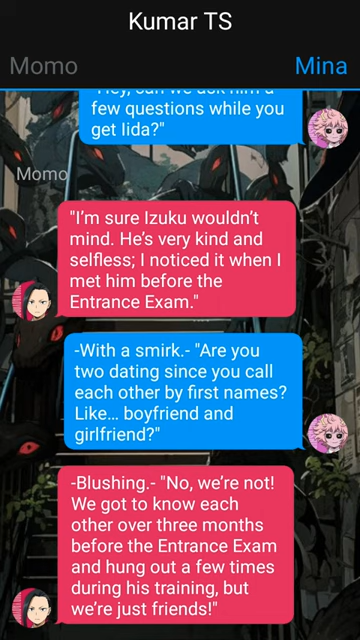 Kumar TS
Momo
Mina
few questions while you
get Iida?"
Momo
"I'm sure Izuku wouldn't
mind. He's very kind and
selfless; I noticed it when I
met him before the
Entrance Exam."
-With a smirk.- "Are you
two dating since you call
each other by first names?
Like... boyfriend and
girlfriend?"
-Blushing.- "No, we're not!
We got to know each
other over three months
before the Entrance Exam
and hung out a few times
during his training, but
we're just friends!"